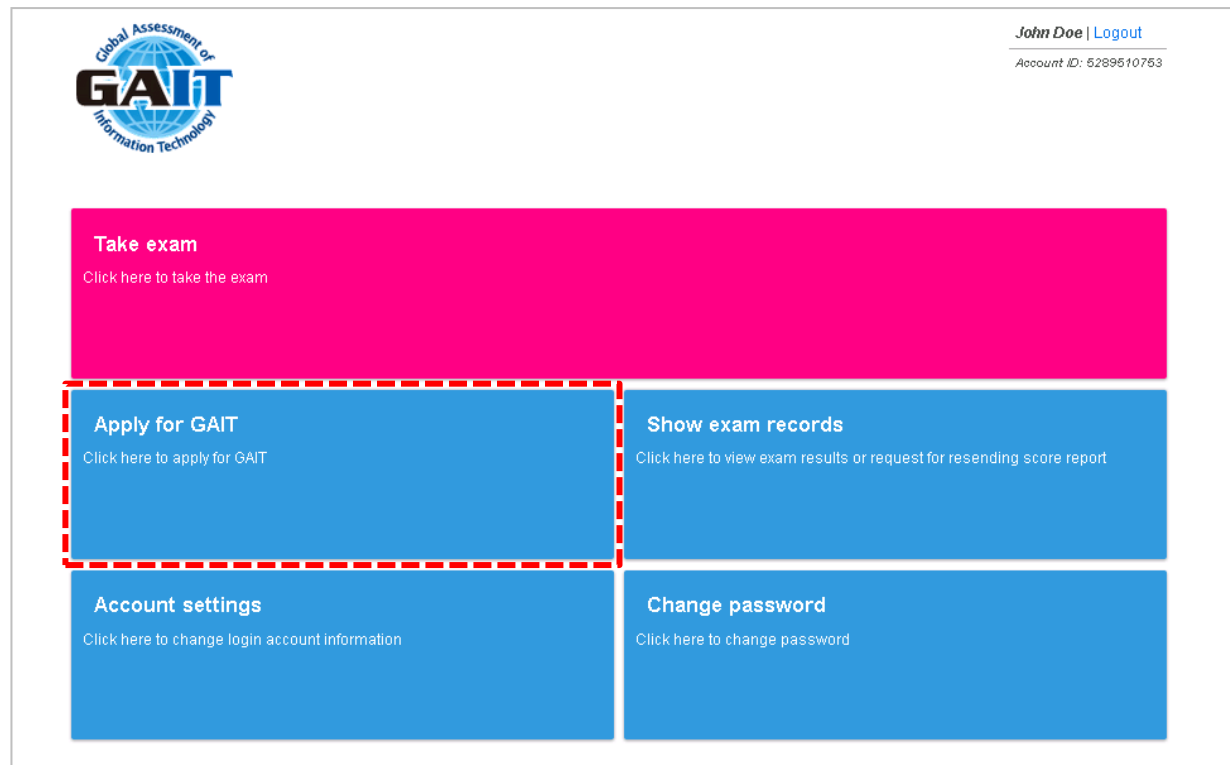 Global Assessment of
GAIT
Information Technology
John Doe | Logout
Account ID: 5289510753
Take exam
Click here to take the exam
Apply for GAIT
Click here to apply for GAIT
Show exam records
Click here to view exam results or request for resending score report
Account settings
Click here to change login account information
Change password
Click here to change password